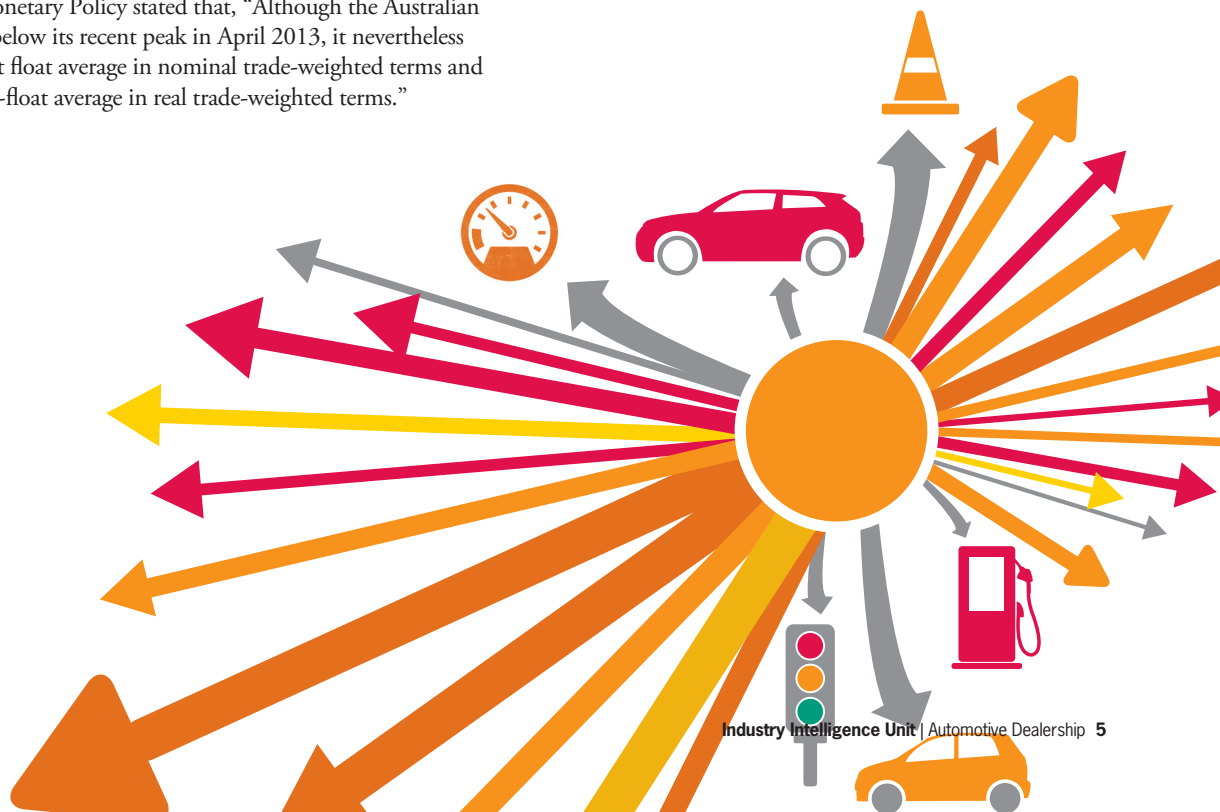 onetary Policy stated that, “Although the Australian
below its recent peak in April 2013, it nevertheless
t float average in nominal trade-weighted terms and
-float average in real trade-weighted terms.”
Industry Intelligence Unit | Automotive Dealership 5